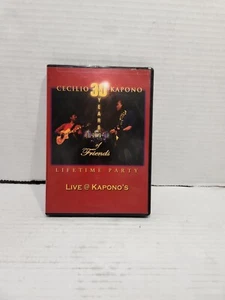 CECILIO 30 KAPONO
YEARS
of
Friends
LIFETIME PARTY
LIVE @ KAPONO'S